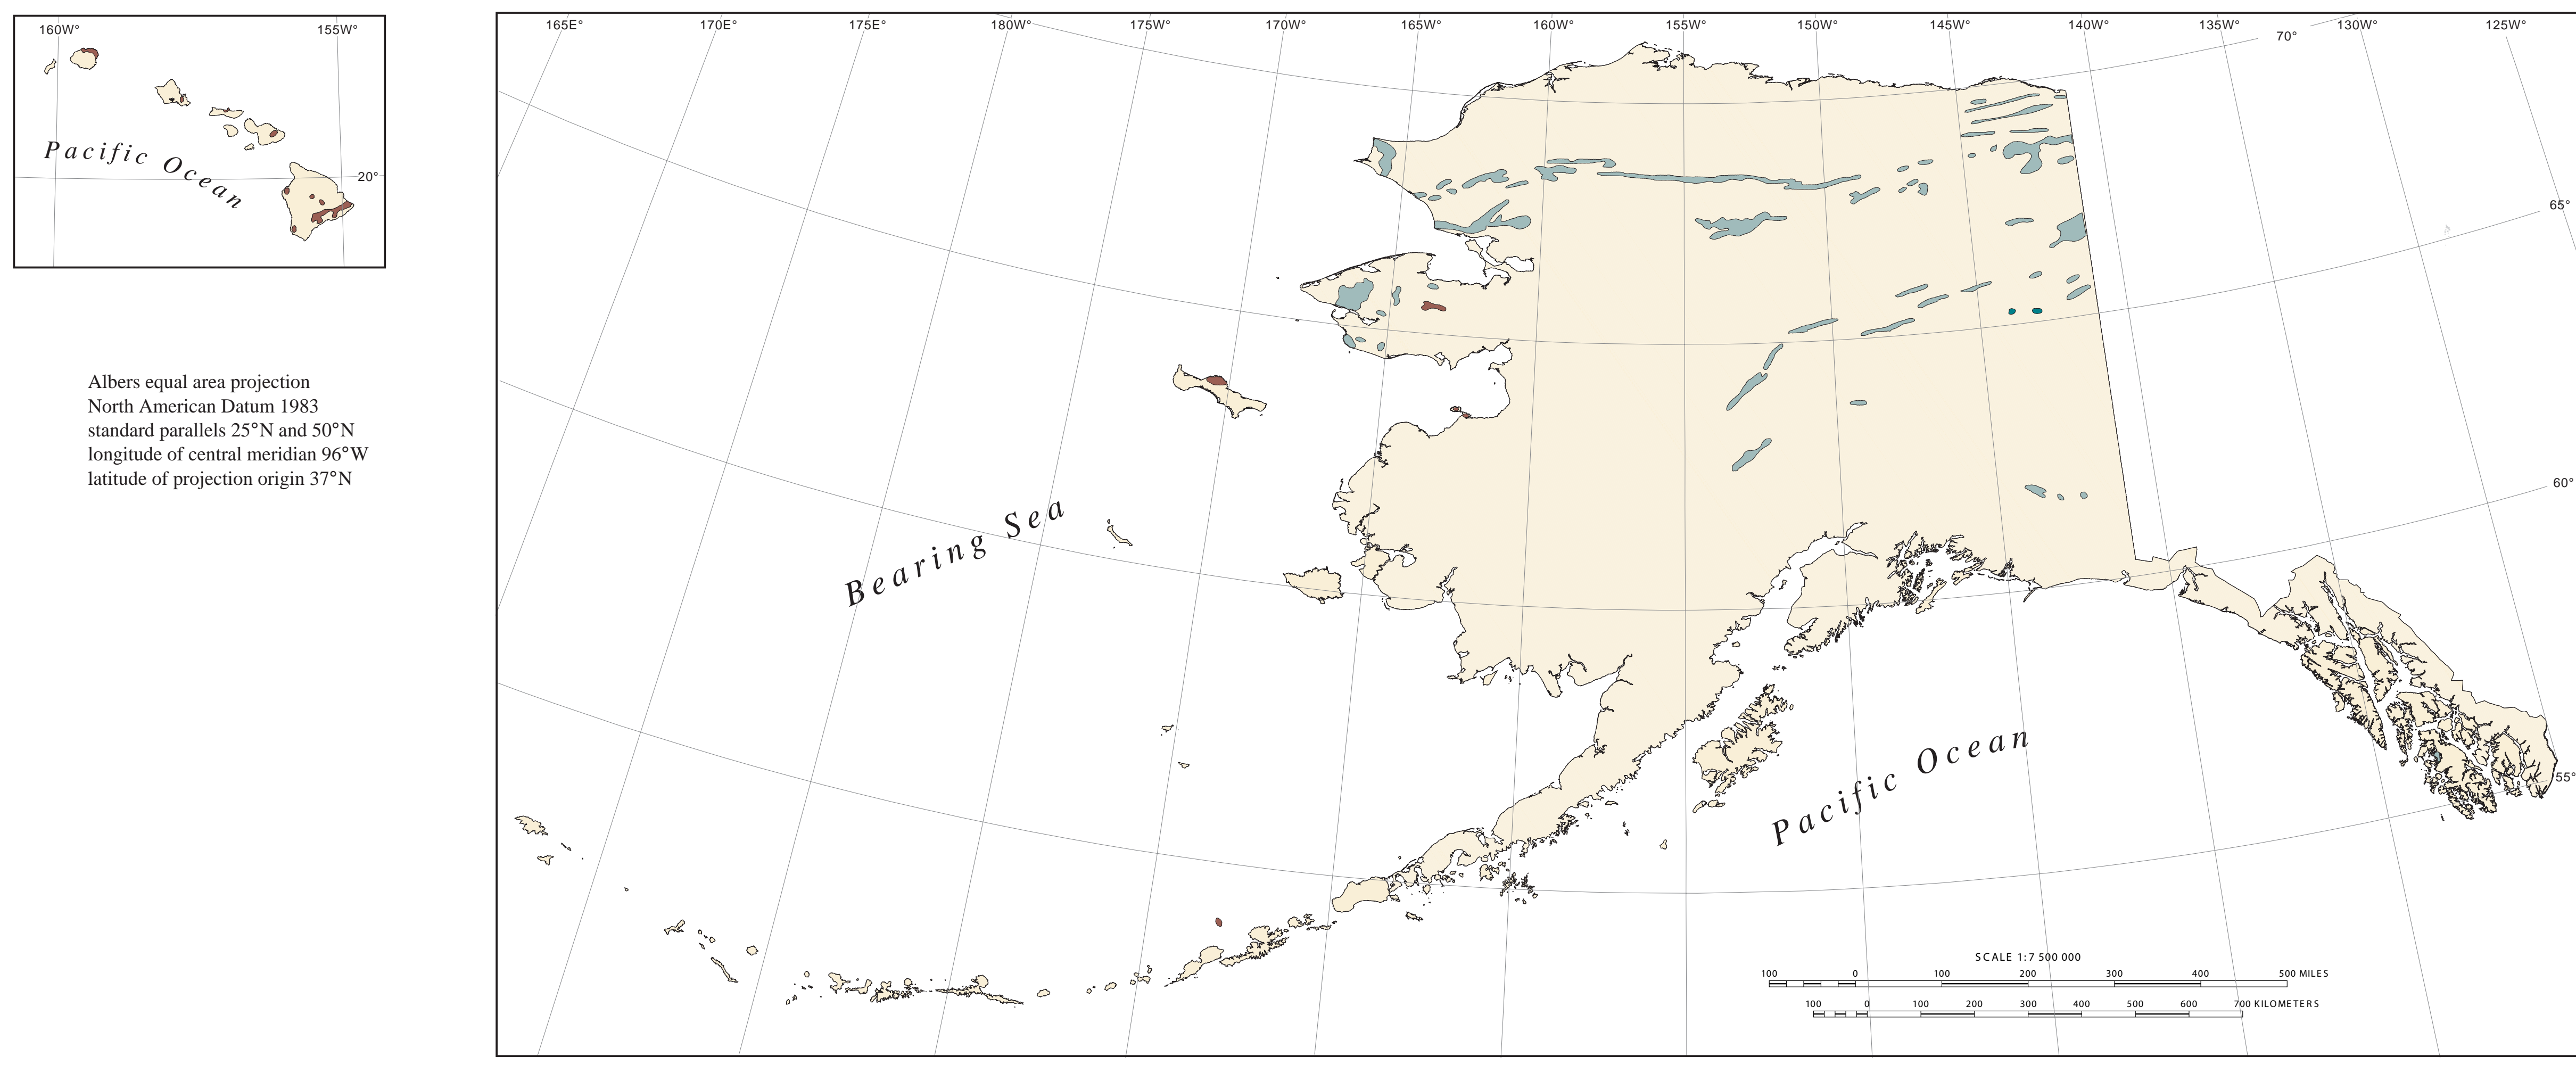 160W°
155W°
Pacific Ocean
20°
Albers equal area projection
North American Datum 1983
standard parallels 25°N and 50°N
longitude of central meridian 96°W
latitude of projection origin 37°N
165E°
170E°
175E°
180W°
175W°
170W°
165W°
160W°
155W°
150W°
145W°
140W°
135W°
130W°
125W°
70°
65°
60°
55°
Bearing Sea
Pacific Ocean
SCALE 1:7 500 000
100 0 100 200 300 400 500 MILES
100 0 100 200 300 400 500 600 700 KILOMETERS